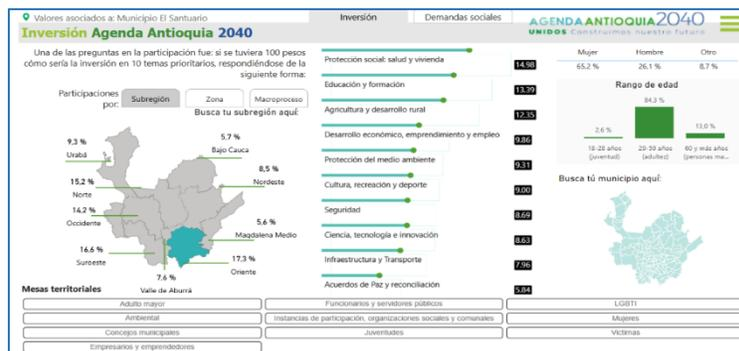 Valores asociados a: Municipio El Santuario
Inversión
Demandas sociales
AGENDA ANTIOQUIA 2040
UNIDOS Construimos nuestro futuro
Inversión Agenda Antioquia 2040
Una de las preguntas en la participación fue: si se tuviera 100 pesos
cómo sería la inversión en 10 temas prioritarios, respondiéndose de la
siguiente forma:
Participaciones
por:
Subregión
Zona
Macroproceso
Busca tu subregión aquí:
9,3 %
Urabá
5,7 %
Bajo Cauca
8,5 %
Nordeste
15,2 %
Norte
14,2 %
Occidente
5.6 %
Magdalena Medio
16.6 %
Suroeste
17,3 %
Oriente
7.6 %
Valle de Aburrá
Protección social: salud y vivienda
14.98
Educación y formación
13.39
Agricultura y desarrollo rural
12.35
Desarrollo económico, emprendimiento y empleo
9.86
Protección del medio ambiente
9.31
Cultura, recreación y deporte
9.00
Seguridad
8.69
Ciencia, tecnología e innovación
8.63
Infraestructura y Transporte
7.96
Acuerdos de Paz y reconciliación
5.84
Mujer
Hombre
Otro
65.2 %
26,1 %
8,7 %
Rango de edad
2,6 %
84,3 %
13,0 %
18-28 años
(juventud)
29-59 años
(adultez)
60 y más años
(personas ma...
Busca tú municipio aquí:
Mesas territoriales
Adulto mayor
Funcionarios y servidores públicos
LGBTI
Ambiental
Instancias de participación, organizaciones sociales y comunales
Mujeres
Concejos municipales
Juventudes
Víctimas
Empresarios y emprendedores